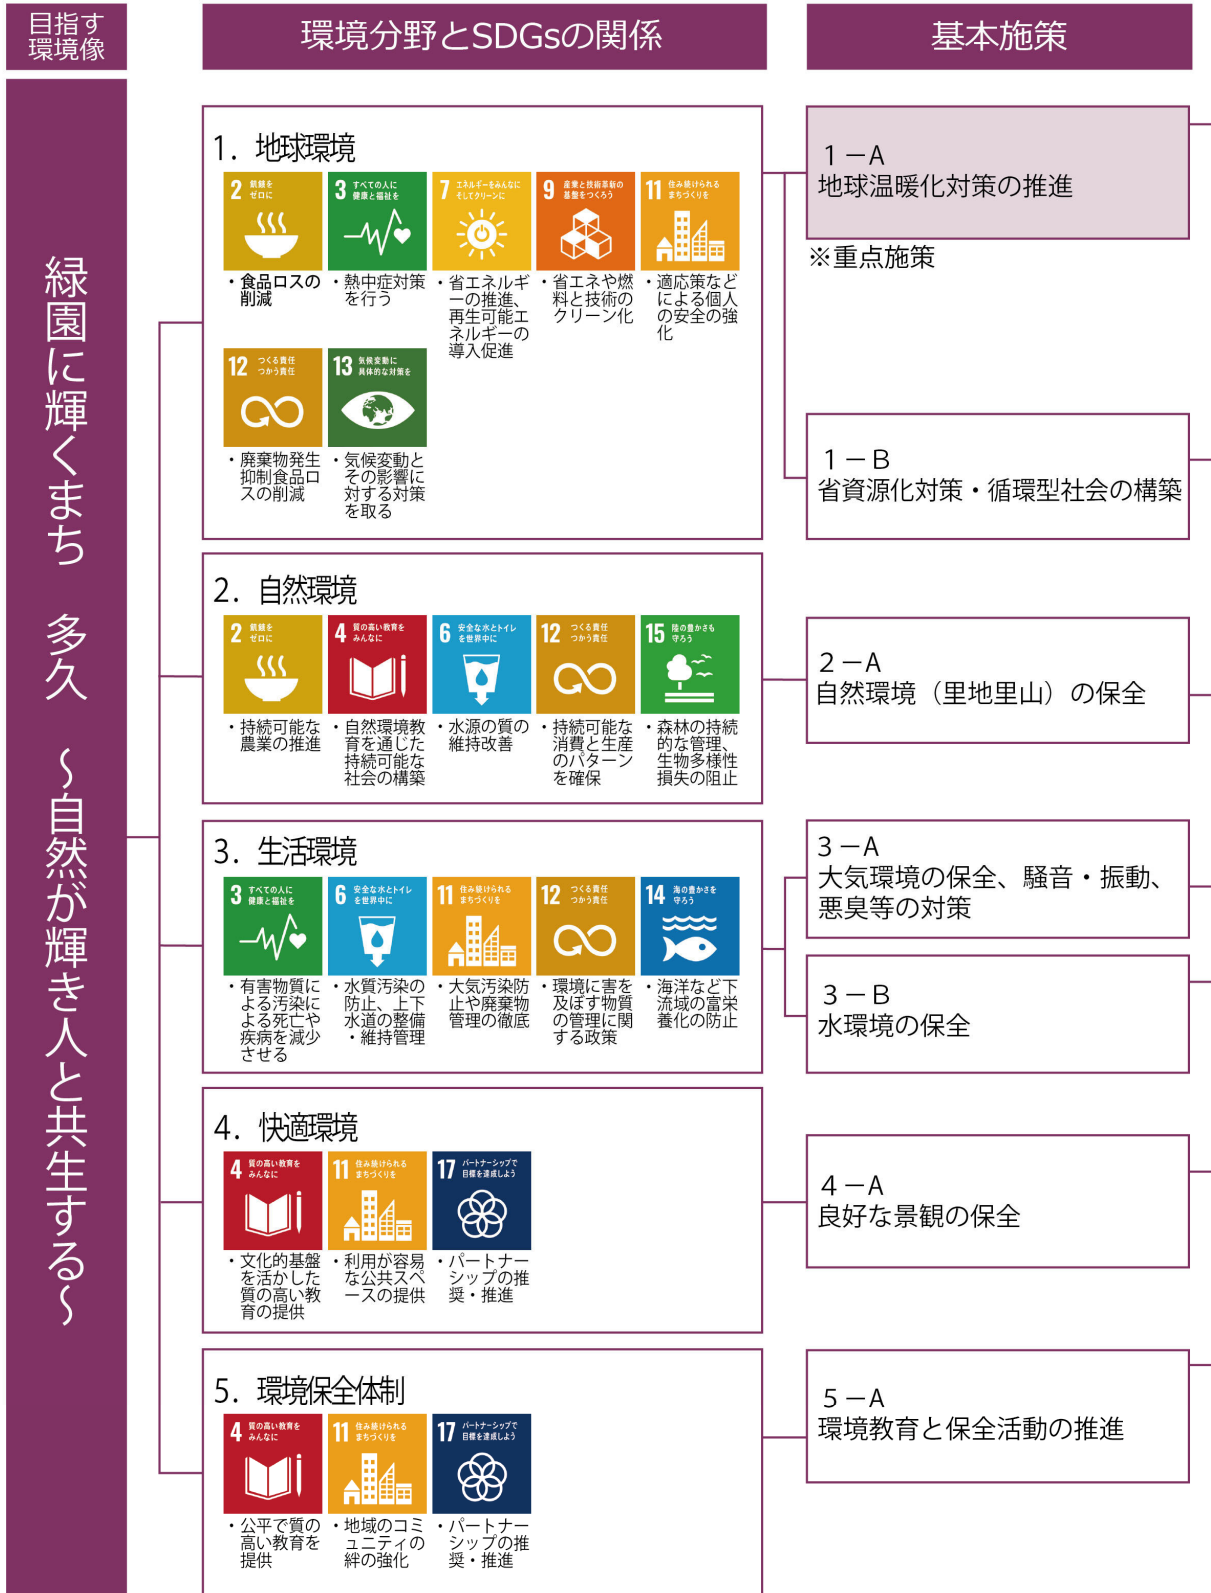 目指す
環境像
環境分野とSDGsの関係
基本施策
緑園に輝くまち　多久　～自然が輝き人と共生する～
1．地球環境
2 飢餓を
ゼロに
3 すべての人に
健康と福祉を
7 エネルギーをみんなに
そしてクリーンに
9 産業と技術革新の
基盤をつくろう
11 住み続けられる
まちづくりを
・食品ロスの
削減
・熱中症対策
を行う
・省エネルギ
ーの推進、
再生可能エ
ネルギーの
導入促進
・省エネや燃
料と技術の
クリーン化
・適応策など
による個人
の安全の強
化
12 つくる責任
つかう責任
13 気候変動に
具体的な対策を
・廃棄物発生
抑制食品ロ
スの削減
・気候変動と
その影響に
対する対策
を取る
1－A
地球温暖化対策の推進
※重点施策
1－B
省資源化対策・循環型社会の構築
2．自然環境
2 飢餓を
ゼロに
4 質の高い教育を
みんなに
6 安全な水とトイレ
を世界中に
12 つくる責任
つかう責任
15 陸の豊かさも
守ろう
・持続可能な
農業の推進
・自然環境教
育を通じた
持続可能な
社会の構築
・水源の質の
維持改善
・持続可能な
消費と生産
のパターン
を確保
・森林の持続
的な管理、
生物多様性
損失の阻止
2－A
自然環境（里地里山）の保全
3．生活環境
3 すべての人に
健康と福祉を
6 安全な水とトイレ
を世界中に
11 住み続けられる
まちづくりを
12 つくる責任
つかう責任
14 海の豊かさを
守ろう
・有害物質に
よる汚染に
よる死亡や
疾病を減少
させる
・水質汚染の
防止、上下
水道の整備
・維持管理
・大気汚染防
止や廃棄物
管理の徹底
・環境に害を
及ぼす物質
の管理に関
する政策
・海洋など下
流域の富栄
養化の防止
3－A
大気環境の保全、騒音・振動、
悪臭等の対策
3－B
水環境の保全
4．快適環境
4 質の高い教育を
みんなに
11 住み続けられる
まちづくりを
17 パートナーシップで
目標を達成しよう
・文化的基盤
を活かした
質の高い教
育の提供
・利用が容易
な公共スペ
ースの提供
・パートナー
シップの推
奨・推進
4－A
良好な景観の保全
5．環境保全体制
4 質の高い教育を
みんなに
11 住み続けられる
まちづくりを
17 パートナーシップで
目標を達成しよう
・公平で質の
高い教育を
提供
・地域のコミ
ュニティの
絆の強化
・パートナー
シップの推
奨・推進
5－A
環境教育と保全活動の推進